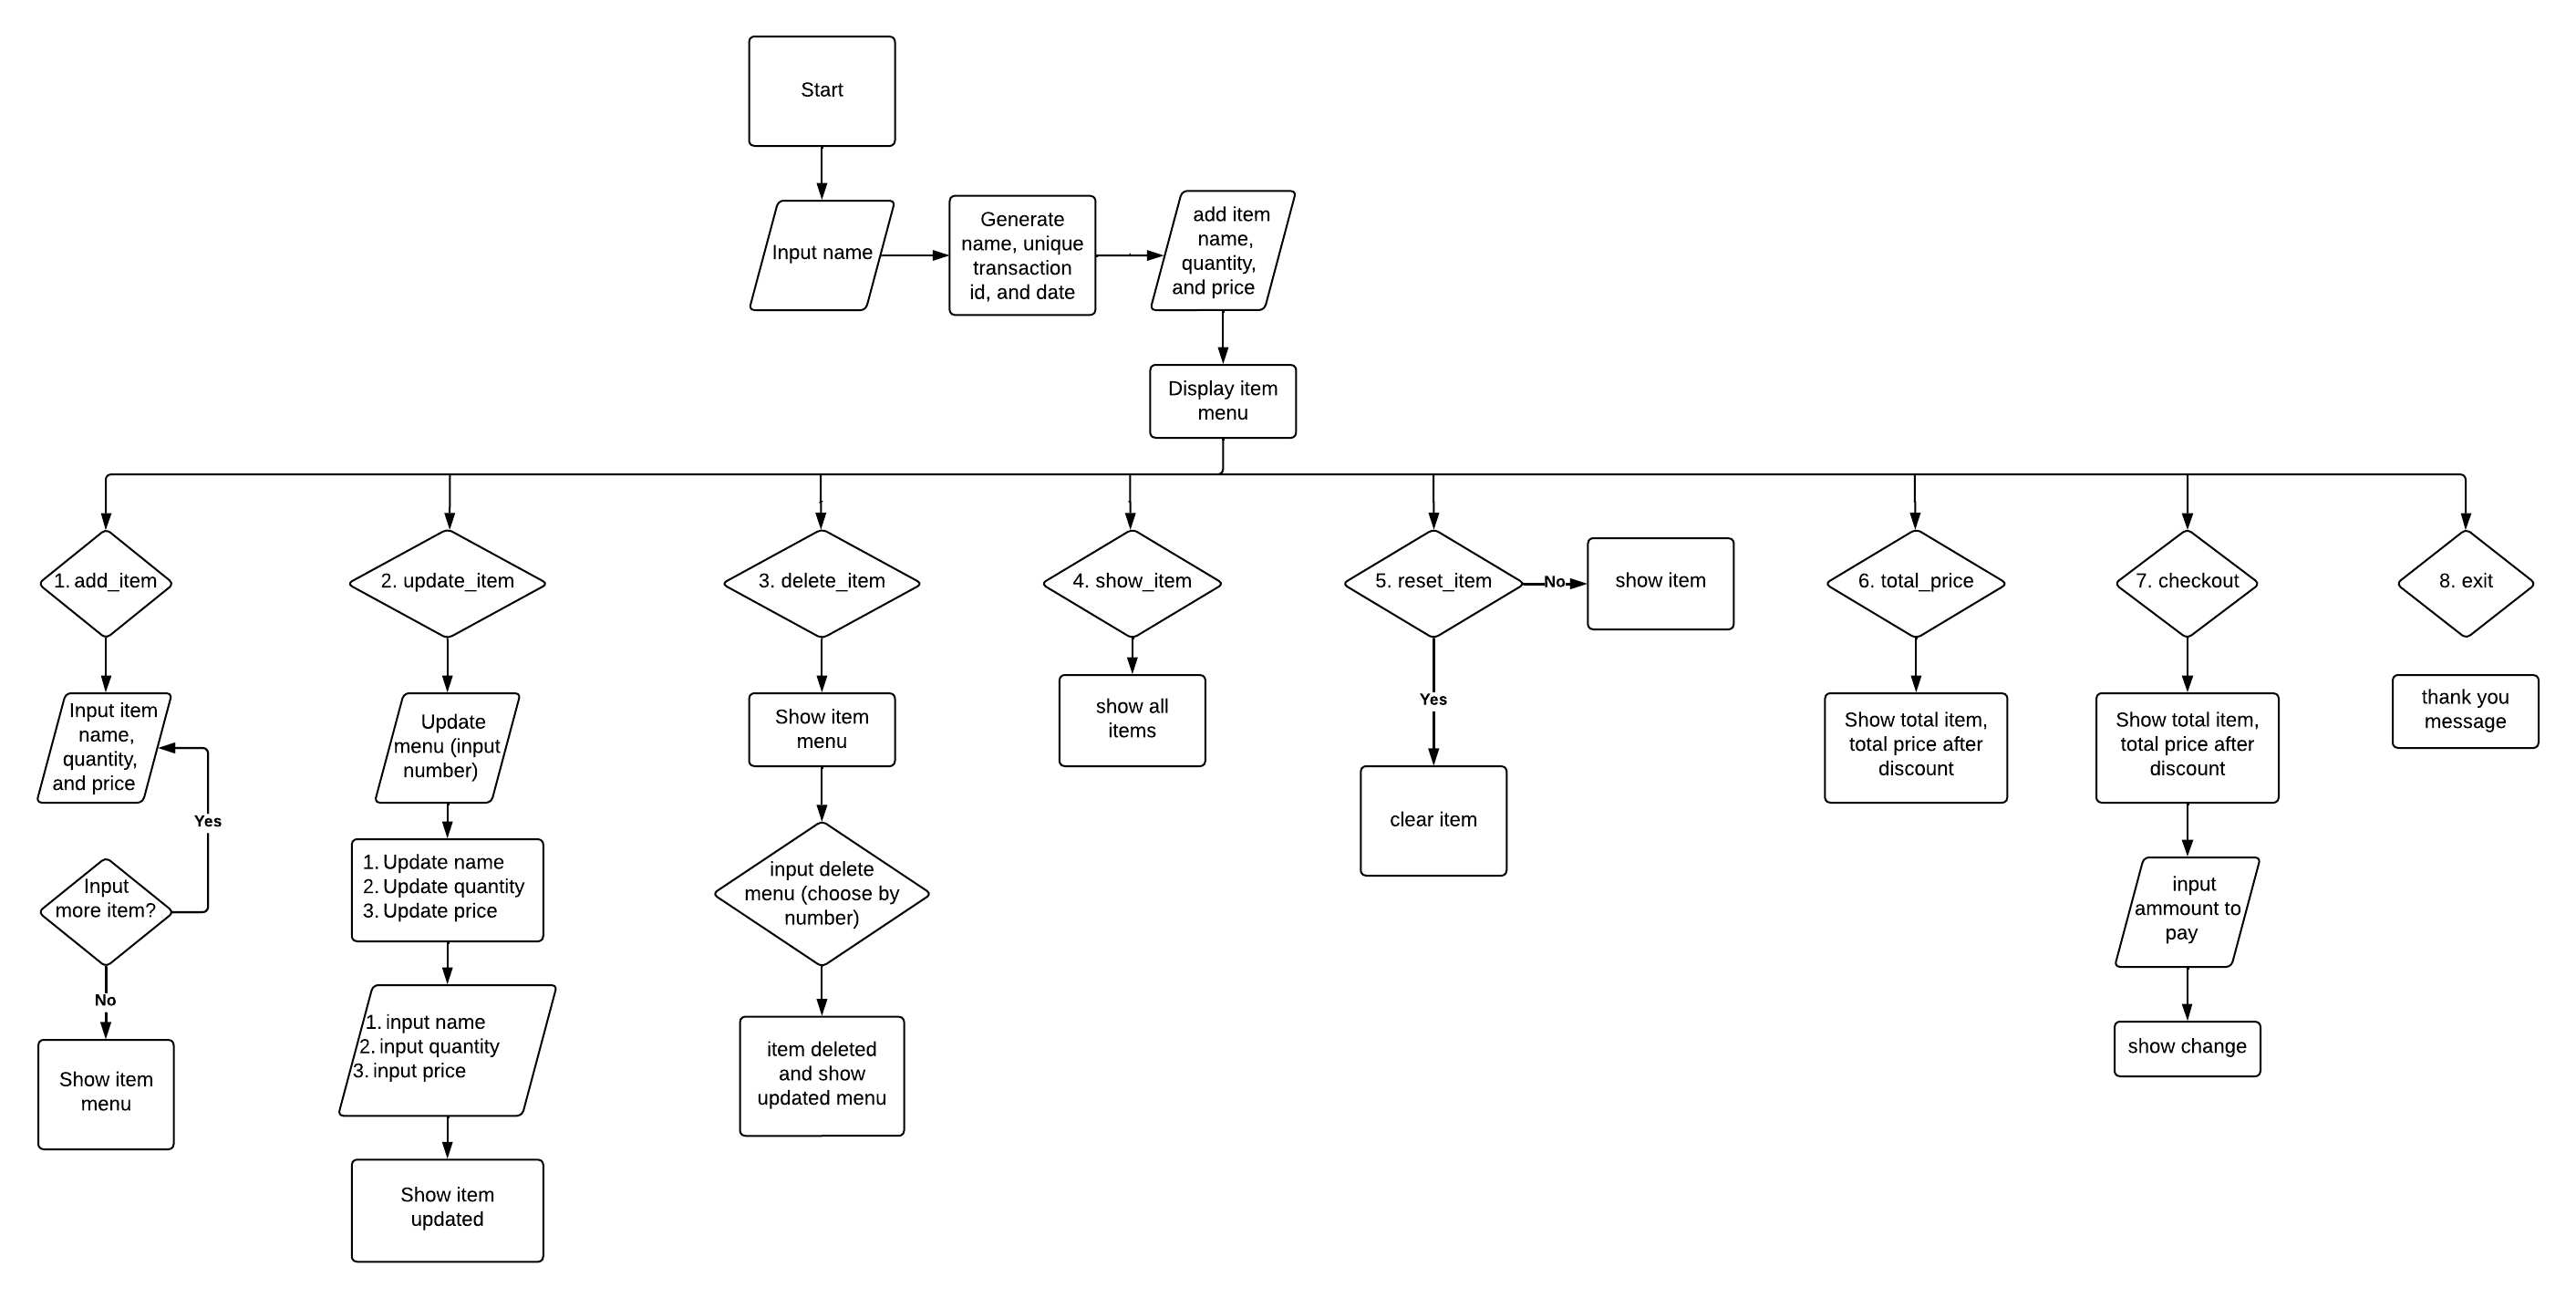 Start
Input name
Generate
name, unique
transaction
id, and date
add item
name,
quantity,
and price
Display item
menu
1. add_item
2. update_item
3. delete_item
4. show_item
5. reset_item
No
show item
6. total_price
7. checkout
8. exit
Input item
name,
quantity,
and price
Yes
Input
more item?
No
Show item
menu
Update
menu (input
number)
1. Update name
2. Update quantity
3. Update price
1. input name
2. input quantity
3. input price
Show item
updated
Show item
menu
input delete
menu (choose by
number)
item deleted
and show
updated menu
show all
items
Yes
clear item
Show total item,
total price after
discount
Show total item,
total price after
discount
input
ammount to
pay
show change
thank you
message